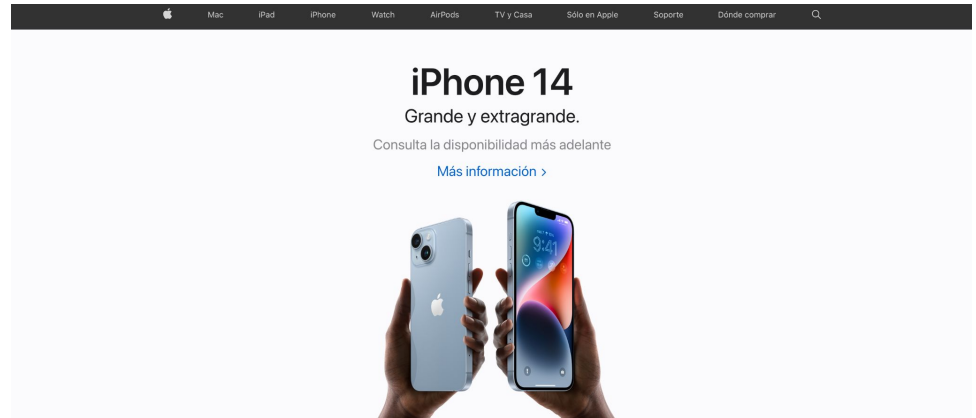 Mac iPad iPhone Watch AirPods TV y Casa Sólo en Apple Soporte Dónde comprar
iPhone 14
Grande y extragrande.
Consulta la disponibilidad más adelante
Más información >
9:41